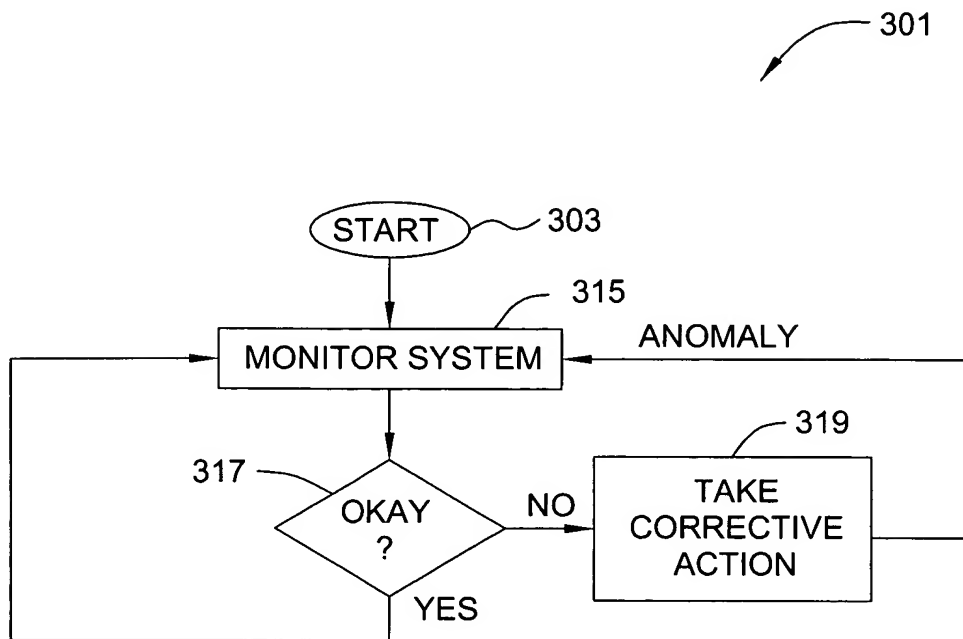 301
START
303
315
MONITOR SYSTEM
ANOMALY
319
317
OKAY
?
NO
TAKE
CORRECTIVE
ACTION
YES